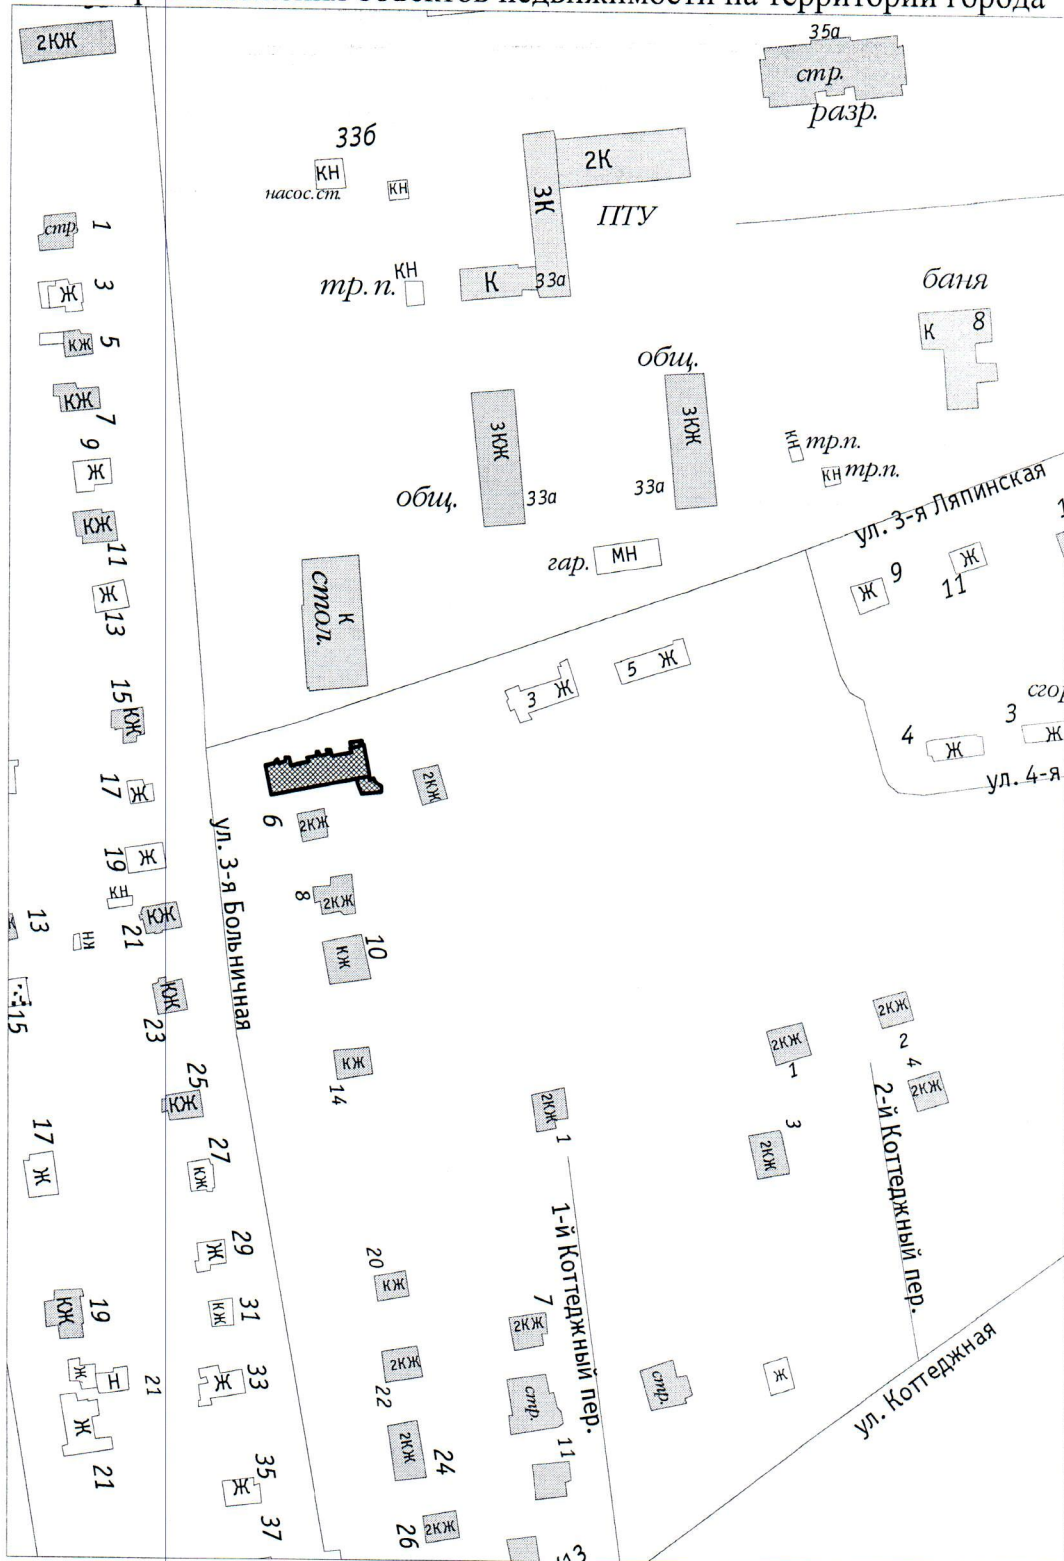 объектов недвижимости на территории города
2КЖ
35а
стр.
разр.
33б
КН
насос.ст.
КН
2К
3К
ПТУ
КН
тр.п.
К
33а
1
стр.
3
Ж
5
КЖ
7
КЖ
9
Ж
КЖ
11
Ж
13
баня
К
8
общ.
3КЖ
33а
общ.
3КЖ
33а
КН
тр.п.
КН
тр.п.
ул. 3-я Ляпинская
гар.
МН
стол.
К
9
Ж
11
Ж
5
Ж
3
Ж
15
КЖ
4
Ж
3
Ж
ул. 4-я
17
Ж
2КЖ
6
2КЖ
ул. 3-я Больничная
19
Ж
КН
21
КЖ
КН
13
15
8
2КЖ
10
КЖ
23
КЖ
14
КЖ
25
КЖ
2КЖ
2
4
2КЖ
2КЖ
1
3
2КЖ
2-й Коттеджный пер.
2КЖ
1
1-й Коттеджный пер.
17
Ж
27
КЖ
29
Ж
31
КЖ
20
КЖ
7
2КЖ
19
КЖ
33
Ж
Ж
Н
21
Ж
21
2КЖ
22
стр.
11
стр.
Ж
ул. Коттеджная
2КЖ
24
35
Ж
37
26
2КЖ
13